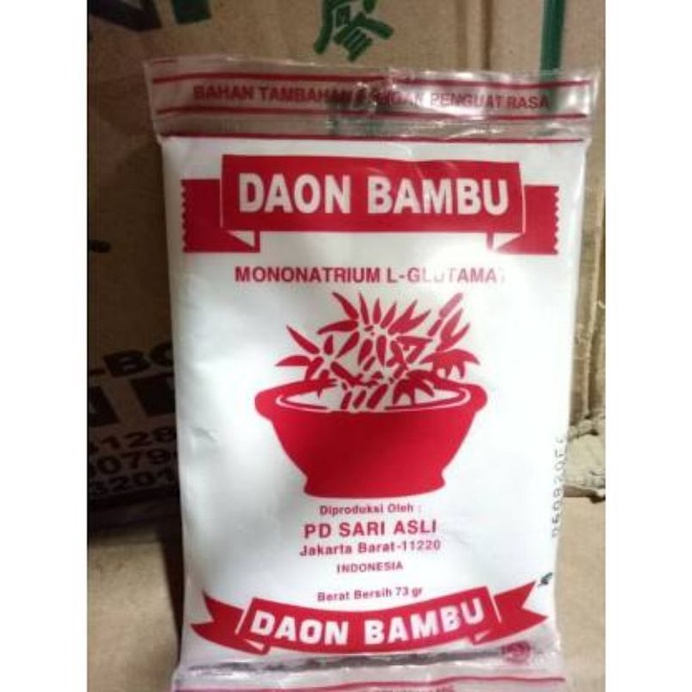 BAHAN TAMBAHAN PANGAN PENGUAT RASA
DAON BAMBU
MONONATRIUM L-GLUTAMAT
Diproduksi Oleh :
PD SARI ASLI
Jakarta Barat-11220
INDONESIA
Berat Bersih 73 gr
DAON BAMBU